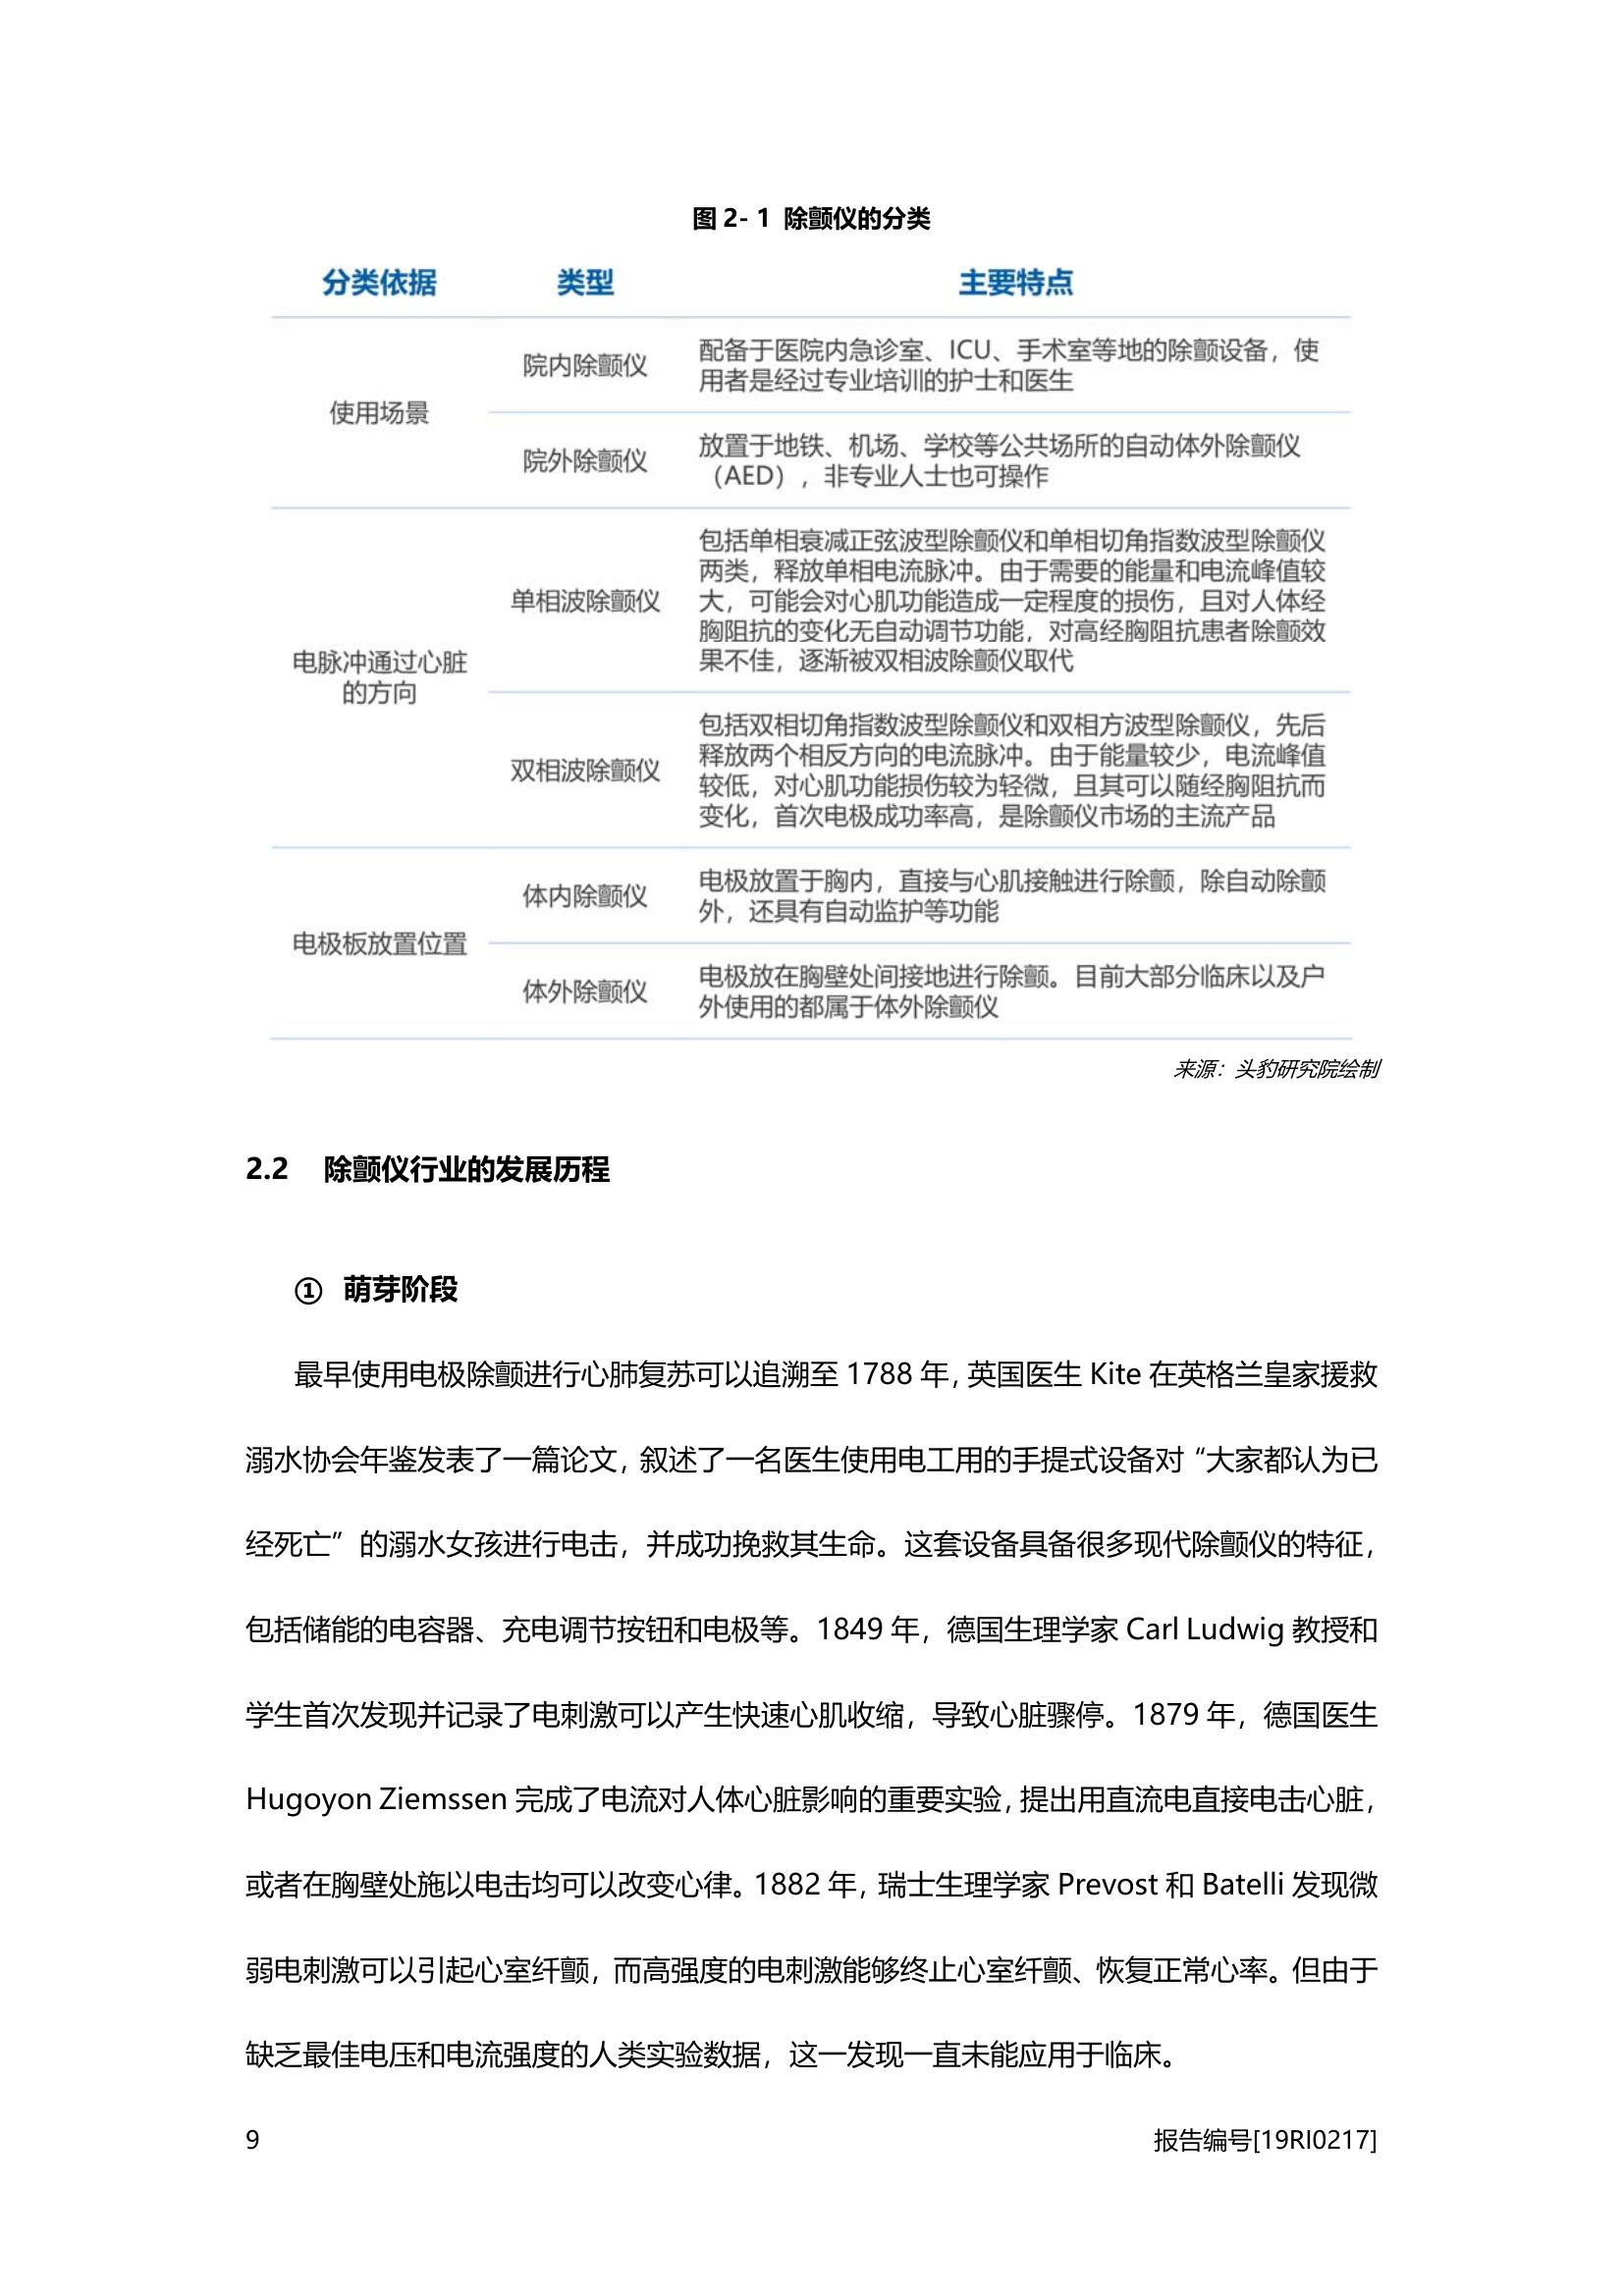 图 2- 1 除颤仪的分类
分类依据 类型 主要特点
使用场景
院内除颤仪
配备于医院内急诊室、ICU、手术室等地的除颤设备，使
用者是经过专业培训的护士和医生
院外除颤仪
放置于地铁、机场、学校等公共场所的自动体外除颤仪
（AED），非专业人士也可操作
电脉冲通过心脏
的方向
单相波除颤仪
包括单相衰减正弦波型除颤仪和单相切角指数波型除颤仪
两类，释放单相电流脉冲。由于需要的能量和电流峰值较
大，可能会对心肌功能造成一定程度的损伤，且对人体经
胸阻抗的变化无自动调节功能，对高经胸阻抗患者除颤效
果不佳，逐渐被双相波除颤仪取代
双相波除颤仪
包括双相切角指数波型除颤仪和双相方波型除颤仪，先后
释放两个相反方向的电流脉冲。由于能量较少，电流峰值
较低，对心肌功能损伤较为轻微，且其可以随经胸阻抗而
变化，首次电极成功率高，是除颤仪市场的主流产品
电极板放置位置
体内除颤仪
电极放置于胸内，直接与心肌接触进行除颤，除自动除颤
外，还具有自动监护等功能
体外除颤仪
电极放在胸壁处间接地进行除颤。目前大部分临床以及户
外使用的都属于体外除颤仪
来源：头豹研究院绘制
2.2 除颤仪行业的发展历程
① 萌芽阶段
最早使用电极除颤进行心肺复苏可以追溯至 1788 年，英国医生 Kite 在英格兰皇家援救
溺水协会年鉴发表了一篇论文，叙述了一名医生使用电工用的手提式设备对“大家都认为已
经死亡”的溺水女孩进行电击，并成功挽救其生命。这套设备具备很多现代除颤仪的特征，
包括储能的电容器、充电调节按钮和电极等。1849 年，德国生理学家 Carl Ludwig 教授和
学生首次发现并记录了电刺激可以产生快速心肌收缩，导致心脏骤停。1879 年，德国医生
Hugoyon Ziemssen 完成了电流对人体心脏影响的重要实验，提出用直流电直接电击心脏，
或者在胸壁处施以电击均可以改变心律。1882 年，瑞士生理学家 Prevost 和 Batelli 发现微
弱电刺激可以引起心室纤颤，而高强度的电刺激能够终止心室纤颤、恢复正常心率。但由于
缺乏最佳电压和电流强度的人类实验数据，这一发现一直未能应用于临床。
9 报告编号[19RI0217]